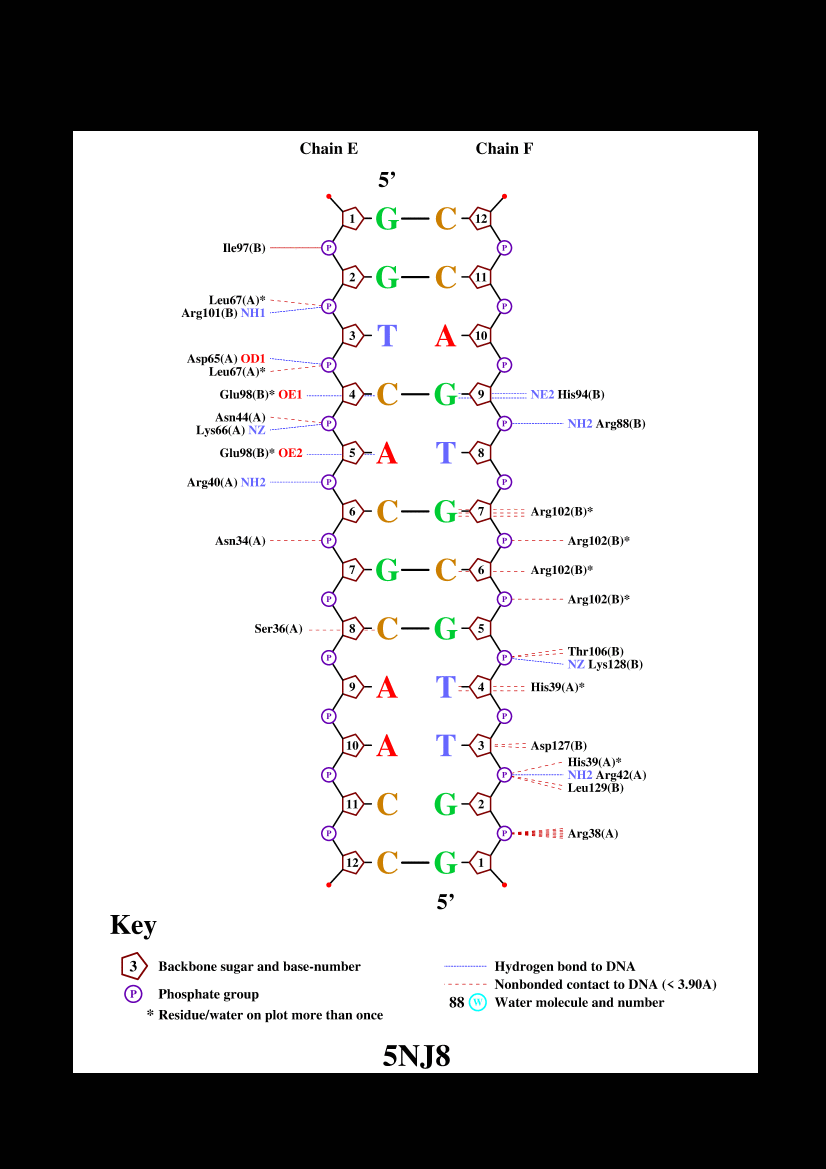 Chain E Chain F
5’
1 G C 12
Ile97(B) P P
2 G C 11
Leu67(A)* P P
Arg101(B) NH1
3 T A 10
Asp65(A) OD1 P P
Leu67(A)*
Glu98(B)* OE1 4 C G 9 NE2 His94(B)
Asn44(A) P P NH2 Arg88(B)
Lys66(A) NZ
Glu98(B)* OE2 5 A T 8
Arg40(A) NH2 P P
6 C G 7 Arg102(B)*
Asn34(A) P P Arg102(B)*
7 G C 6 Arg102(B)*
P P Arg102(B)*
Ser36(A) 8 C G 5
P P Thr106(B)
NZ Lys128(B)
9 A T 4 His39(A)*
P P
10 A T 3 Asp127(B)
His39(A)*
P P NH2 Arg42(A)
Leu129(B)
11 C G 2
P P Arg38(A)
12 C G 1
5’
Key
3 Backbone sugar and base-number
P Phosphate group
* Residue/water on plot more than once
Hydrogen bond to DNA
Nonbonded contact to DNA (< 3.90A)
88 W Water molecule and number
5NJ8